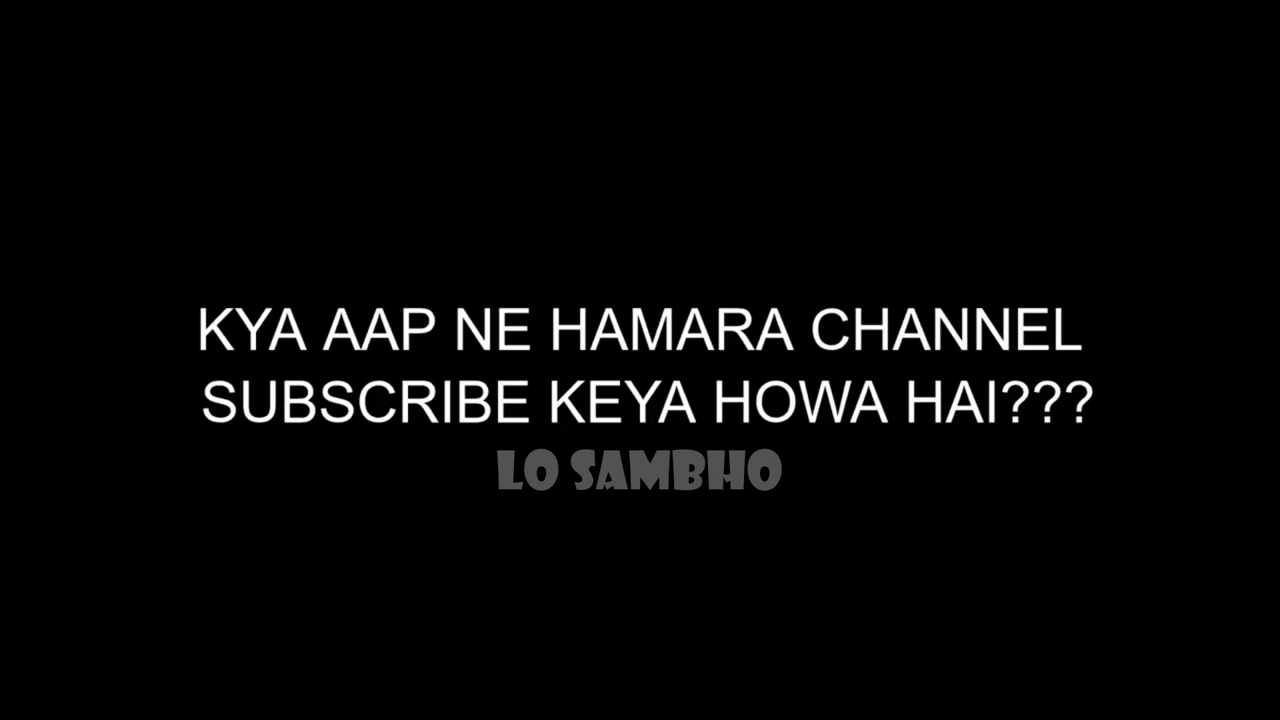 KYA AAP NE HAMARA CHANNEL
SUBSCRIBE KEYA HOWA HAI???
LO SAMBHO